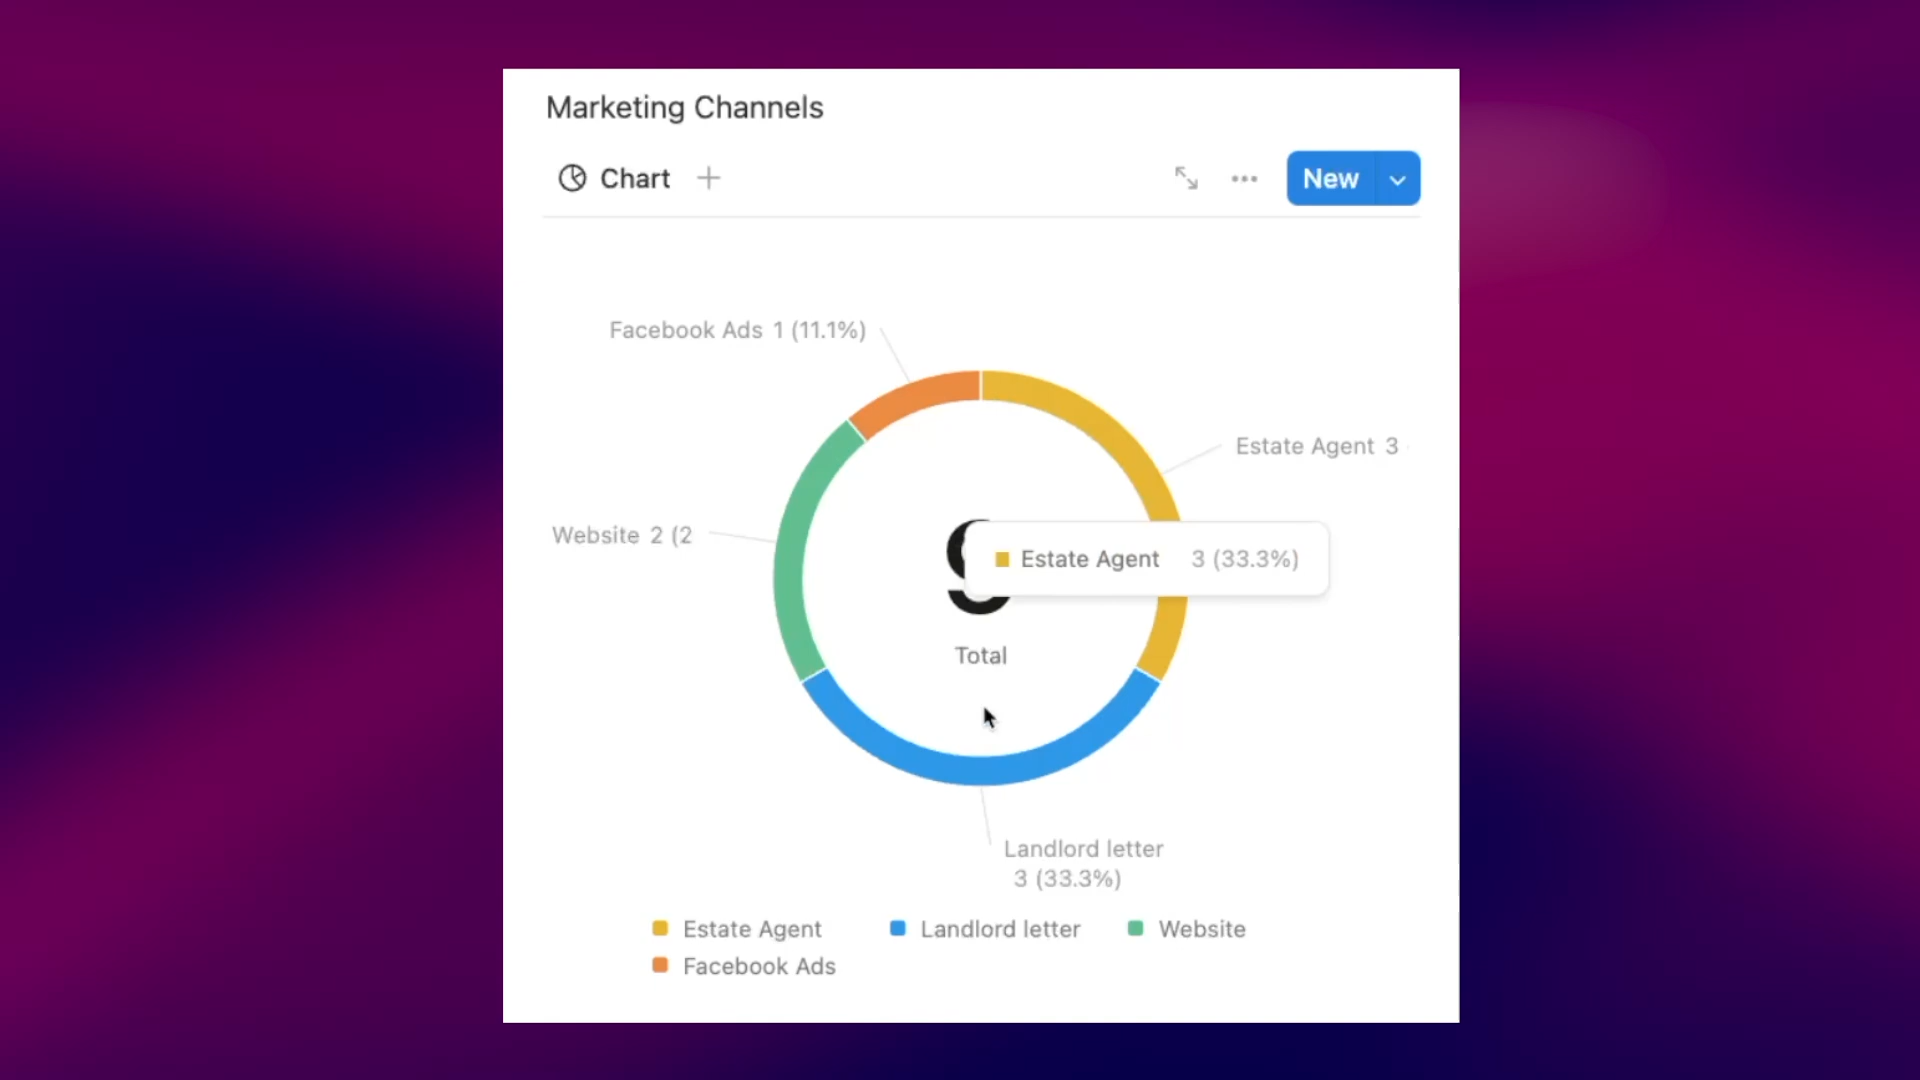 Marketing Channels
Chart
New
Facebook Ads 1 (11.1%)
Estate Agent 3
Website 2 (2
Estate Agent 3 (33.3%)
Total
Landlord letter
3 (33.3%)
Estate Agent Landlord letter Website
Facebook Ads